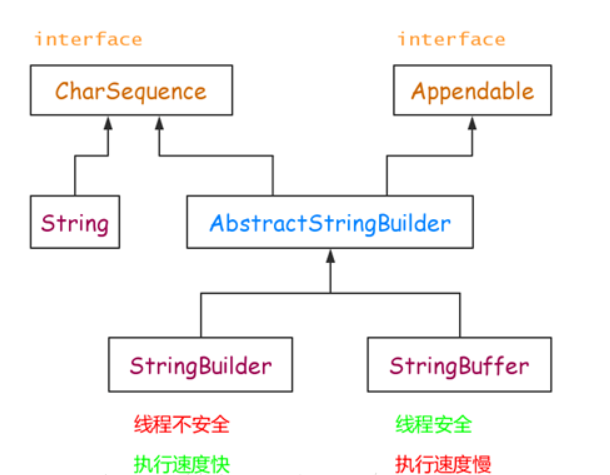 interface interface
CharSequence Appendable
String AbstractStringBuilder
StringBuilder StringBuffer
线程不安全 线程安全
执行速度快 执行速度慢